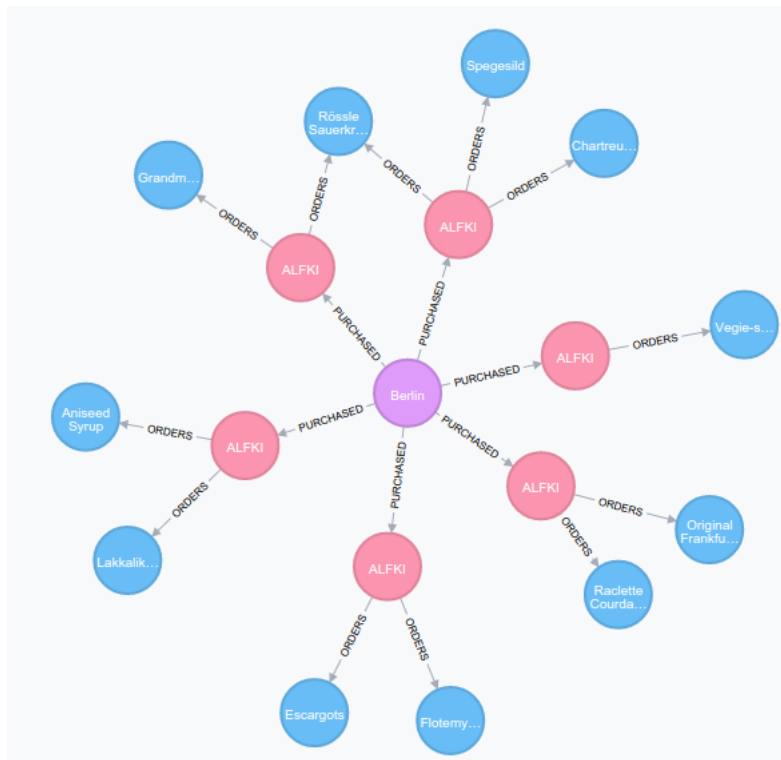 Spegesild
Rössle
Sauerkr...
Chartreu...
Grandm...
ORDERS
ORDERS
ORDERS
ORDERS
ORDERS
ALFKI
ALFKI
PURCHASED
PURCHASED
Vegie-s...
ORDERS
ALFKI
PURCHASED
Berlin
Aniseed
Syrup
ORDERS
PURCHASED
ALFKI
PURCHASED
PURCHASED
ALFKI
ORDERS
ORDERS
Original
Frankfu...
ORDERS
Lakkalik...
ALFKI
Raclette
Courda...
ORDERS
ORDERS
Escargots
Flotemy...